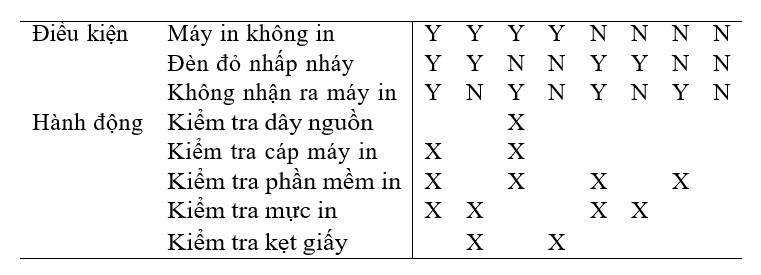 Điều kiện Máy in không in Y Y Y Y N N N N
Đèn đỏ nhấp nháy Y Y N N Y Y N N
Không nhận ra máy in Y N Y N Y N Y N
Hành động Kiểm tra dây nguồn X
Kiểm tra cáp máy in X X
Kiểm tra phần mềm in X X X X
Kiểm tra mực in X X X X
Kiểm tra kẹt giấy X X